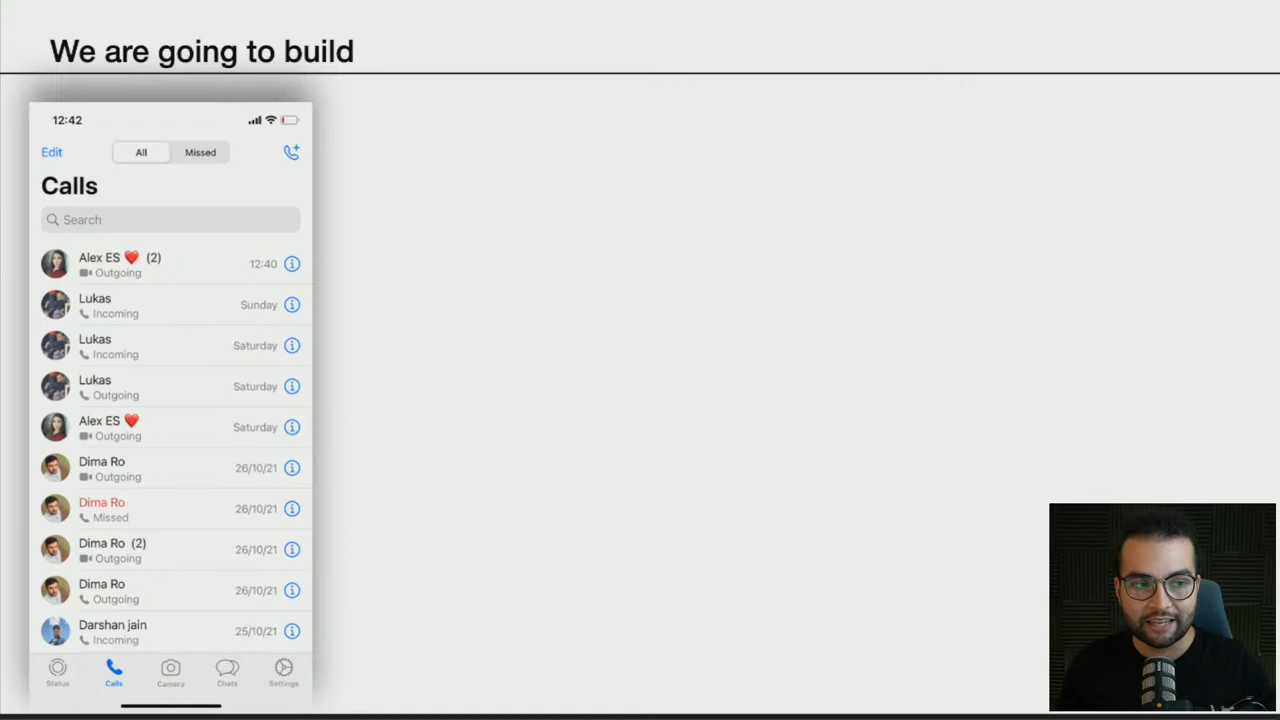 We are going to build
12:42
Edit All Missed
Calls
Search
Alex ES ❤️ (2)
Outgoing
12:40
Lukas
Incoming
Sunday
Lukas
Incoming
Saturday
Lukas
Outgoing
Saturday
Alex ES ❤️
Outgoing
Saturday
Dima Ro
Outgoing
26/10/21
Dima Ro
Missed
26/10/21
Dima Ro (2)
Outgoing
26/10/21
Dima Ro
Outgoing
26/10/21
Darshan jain
Incoming
25/10/21
Status Calls Camera Chats Settings